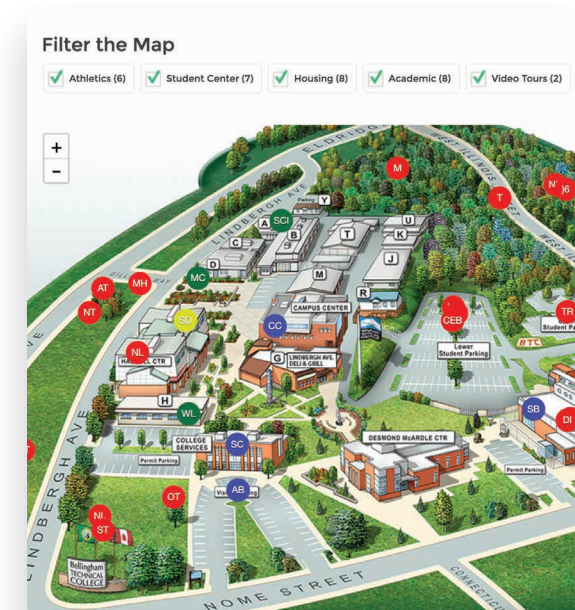 Filter the Map
Athletics (6)
Student Center (7)
Housing (8)
Academic (8)
Video Tours (2)
+
−
ELDRIDGE
WEST ILLINOIS
LINDBERGH AVE
M
T
Parking
Y
SCI
A
B
C
D
T
U
K
J
M
R
MC
AT
MH
NT
SD
NL
CAMPUS CENTER
CC
G
LINDBERGH AVE.
DELI & GRILL
CEB
Lower
Student Parking
TR
BTC
H
WL
COLLEGE
SERVICES
SC
Permit Parking
AB
OT
DESMOND McARDLE CTR
SB
DI
Permit Parking
LINDBERGH AVE
ST
Bellingham
TECHNICAL
COLLEGE
NOME STREET